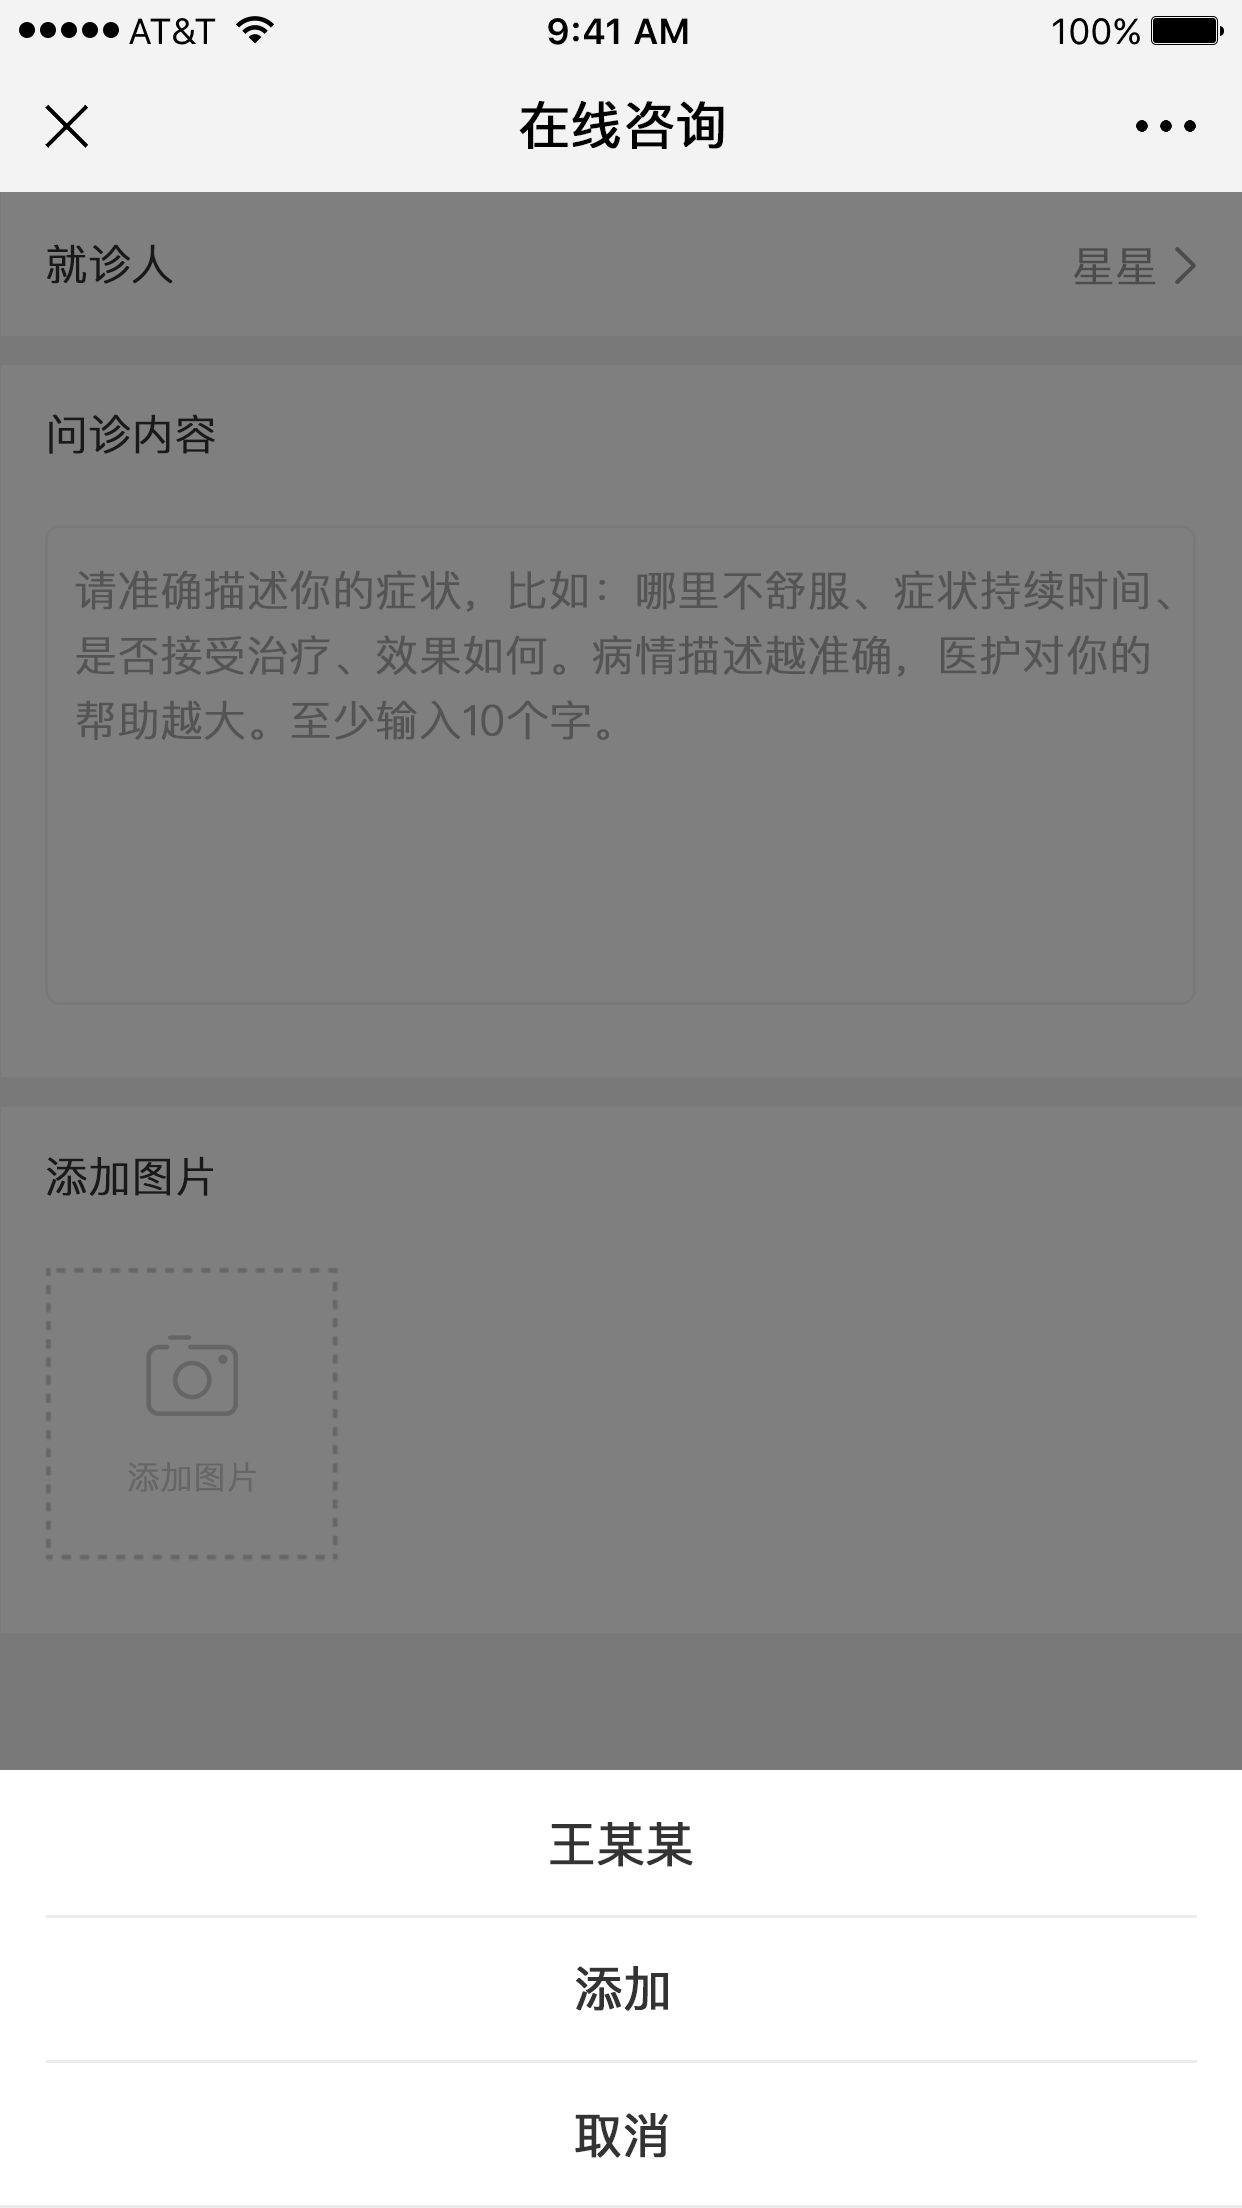 AT&T 9:41 AM 100%
在线咨询
就诊人 星星
问诊内容
请准确描述你的症状，比如：哪里不舒服、症状持续时间、
是否接受治疗、效果如何。病情描述越准确，医护对你的
帮助越大。至少输入10个字。
添加图片
添加图片
王某某
添加
取消